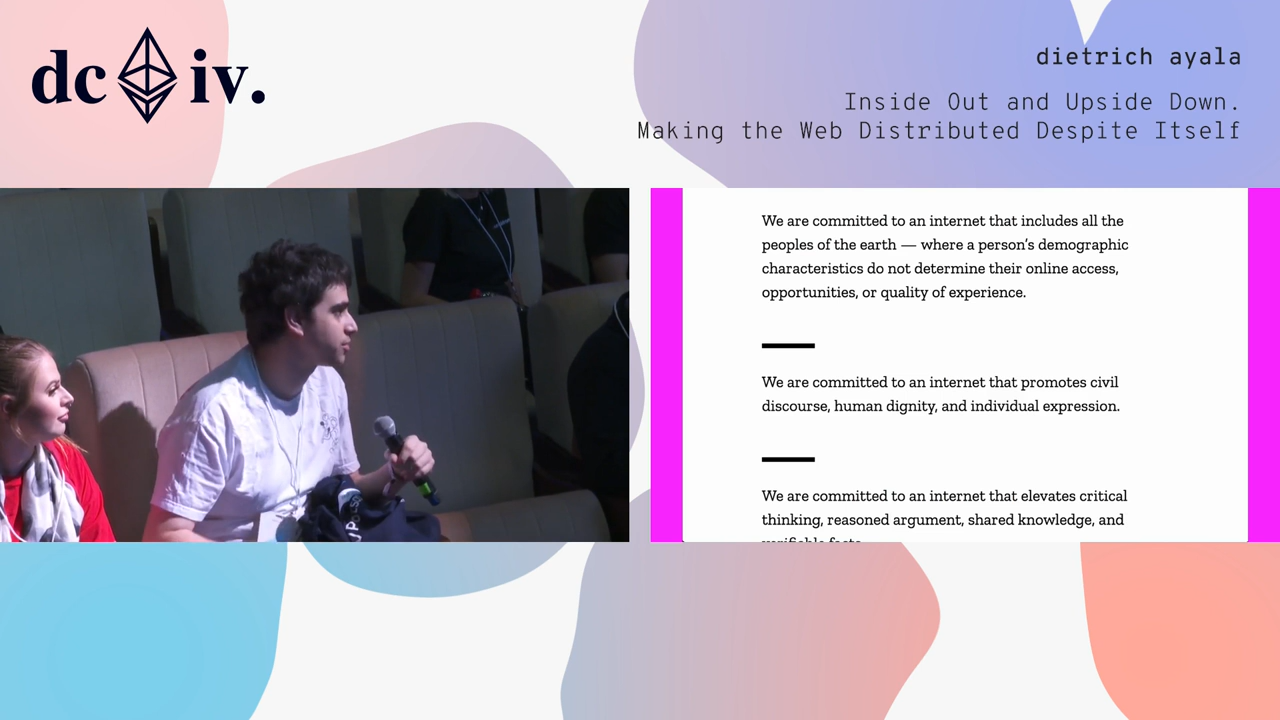 dc iv.
dietrich ayala
Inside Out and Upside Down.
Making the Web Distributed Despite Itself
We are committed to an internet that includes all the
peoples of the earth — where a person's demographic
characteristics do not determine their online access,
opportunities, or quality of experience.
We are committed to an internet that promotes civil
discourse, human dignity, and individual expression.
We are committed to an internet that elevates critical
thinking, reasoned argument, shared knowledge, and
verifiable facts.